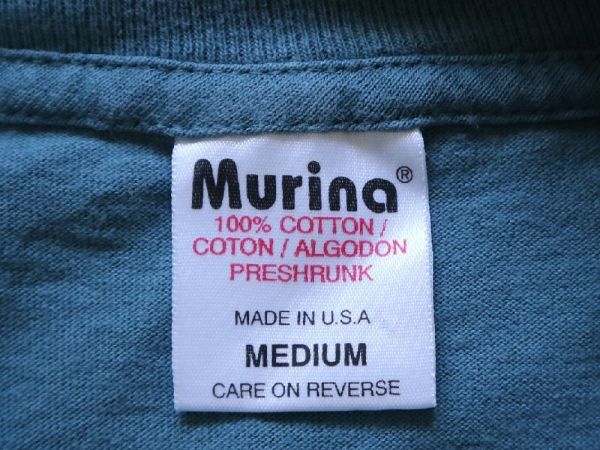 Murina®
100% COTTON /
COTON / ALGODON
PRESHRUNK
MADE IN U.S.A
MEDIUM
CARE ON REVERSE